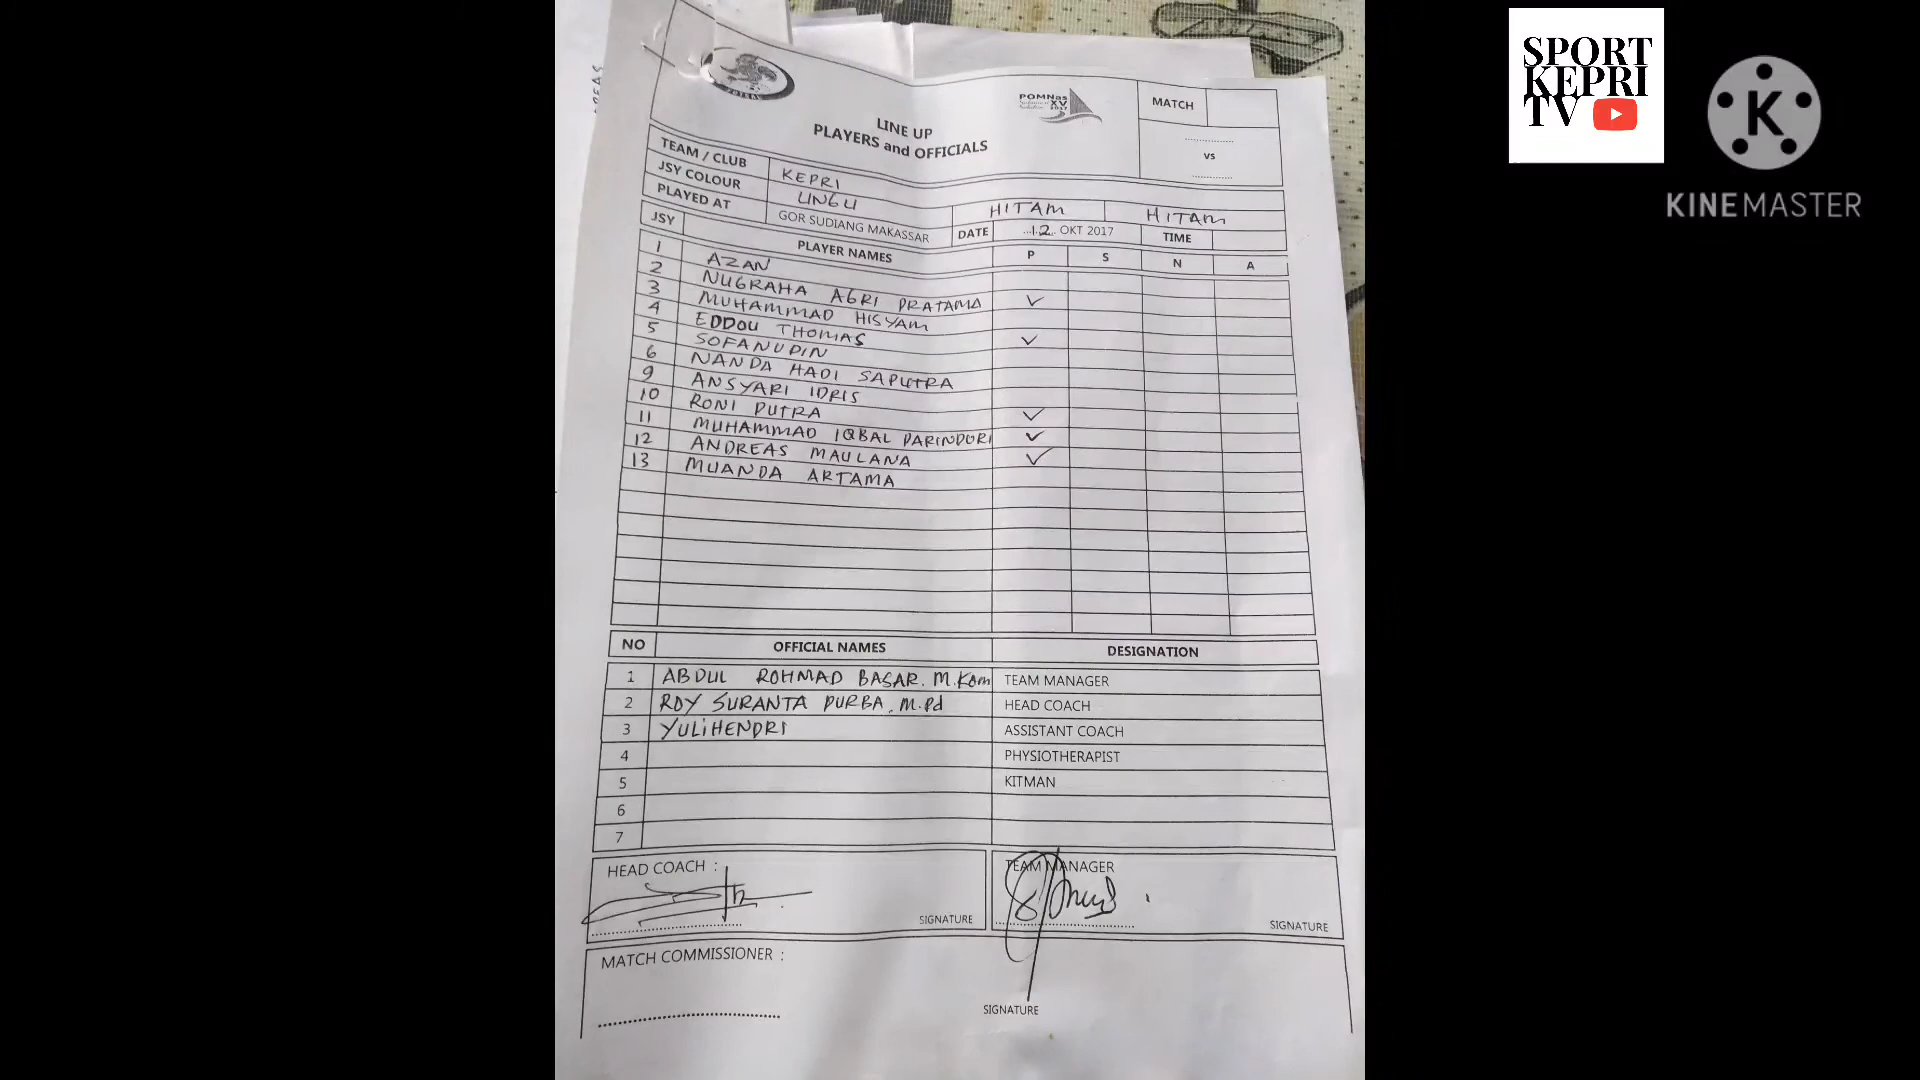 SPORT
KEPRI
TV
K
KINEMASTER
FUTSAL
POMNas
XV
2017
MATCH
LINE UP
PLAYERS and OFFICIALS
vs
TEAM / CLUB KEPRI
JSY COLOUR UNGU HITAM HITAM
PLAYED AT GOR SUDIANG MAKASSAR DATE 12 OKT 2017 TIME
JSY PLAYER NAMES P S N A
1 AZAN
2 NUGRAHA AGRI PRATAMA ✓
3 MUHAMMAD HISYAM
4 EDDOU THOMAS ✓
5 SOFANUDIN
6 NANDA HADI SAPUTRA
9 ANSYARI IDRIS
10 RONI PUTRA ✓
11 MUHAMMAD IQBAL PARINDURI ✓
12 ANDREAS MAULANA ✓
13 MUANDA ARTAMA
NO OFFICIAL NAMES DESIGNATION
1 ABDUL ROHMAD BASAR. M.Kom TEAM MANAGER
2 ROY SURANTA PURBA, M.Pd HEAD COACH
3 YULIHENDRI ASSISTANT COACH
4 PHYSIOTHERAPIST
5 KITMAN
6
7
HEAD COACH : TEAM MANAGER
SIGNATURE SIGNATURE
MATCH COMMISSIONER :
SIGNATURE